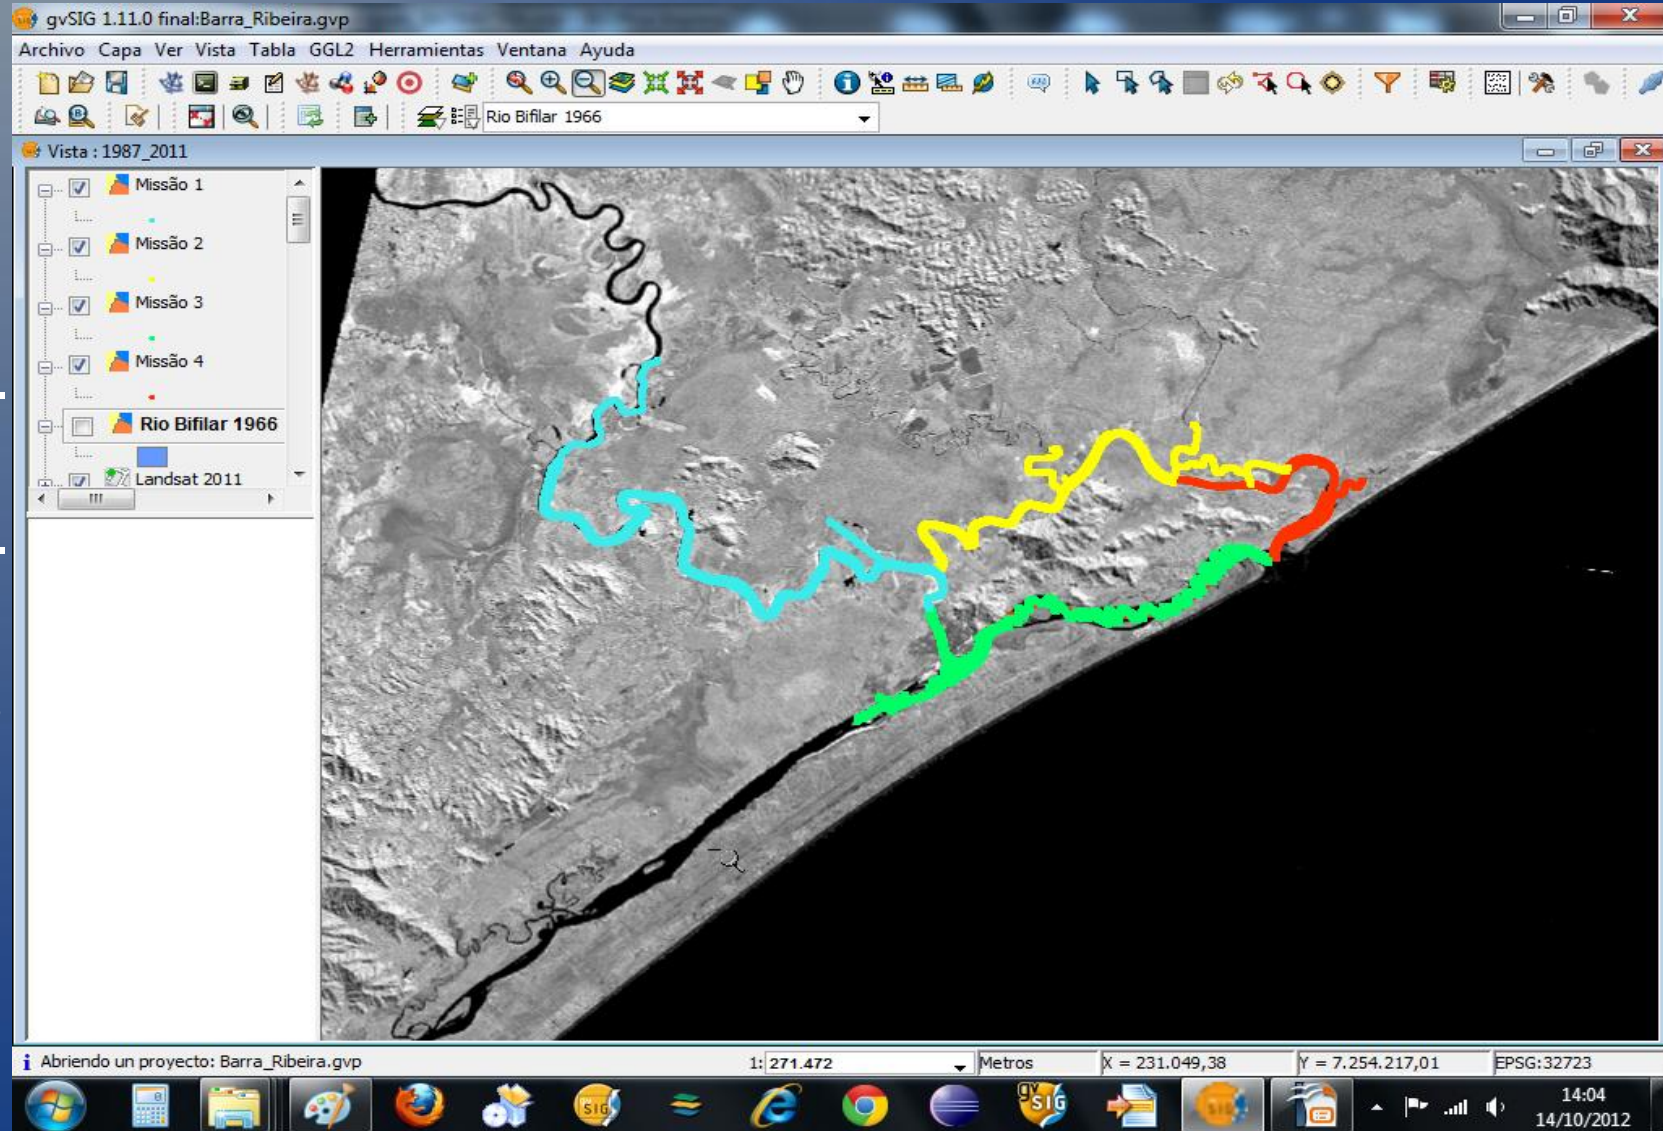 gvSIG 1.11.0 final:Barra_Ribeira.gvp
Archivo Capa Ver Vista Tabla GGL2 Herramientas Ventana Ayuda
Rio Bifilar 1966
Vista : 1987_2011
Missão 1
Missão 2
Missão 3
Missão 4
Rio Bifilar 1966
Landsat 2011
Abriendo un proyecto: Barra_Ribeira.gvp
1: 271.472
Metros
X = 231.049,38
Y = 7.254.217,01
EPSG:32723
SIG
gv SIG
14:04
14/10/2012